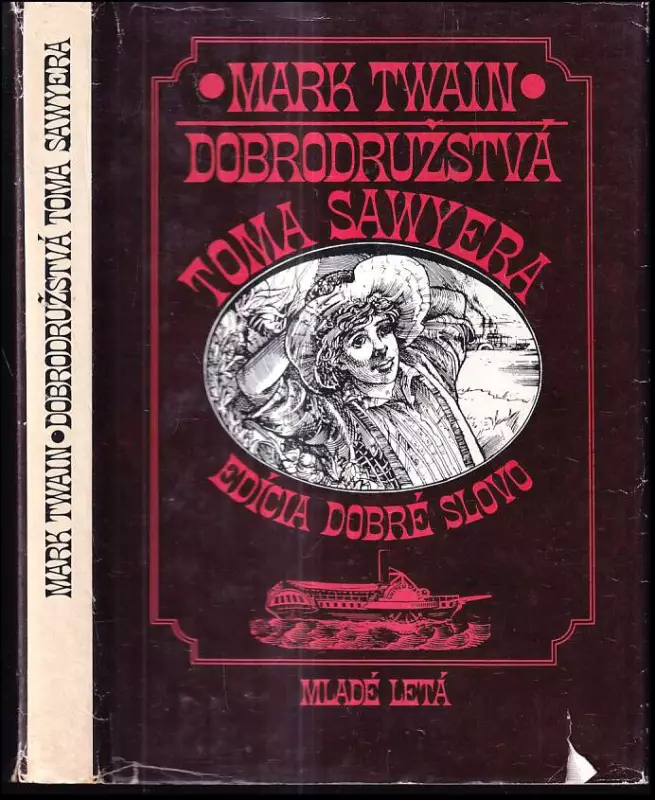 MARK TWAIN • DOBRODRUŽSTVÁ TOMA SAWYERA
• MARK TWAIN •
DOBRODRUŽSTVÁ
TOMA SAWYERA
EDÍCIA DOBRÉ SLOVO
MLADÉ LETÁ